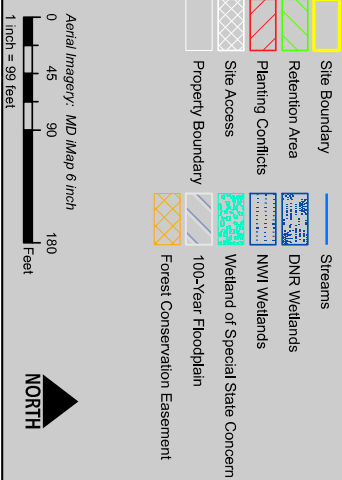 Site Boundary
Retention Area
Planting Conflicts
Site Access
Property Boundary
Streams
DNR Wetlands
NWI Wetlands
Wetland of Special State Concern
100-Year Floodplain
Forest Conservation Easement
Aerial Imagery: MD iMap 6 inch
0 45 90 180
Feet
1 inch = 99 feet
NORTH